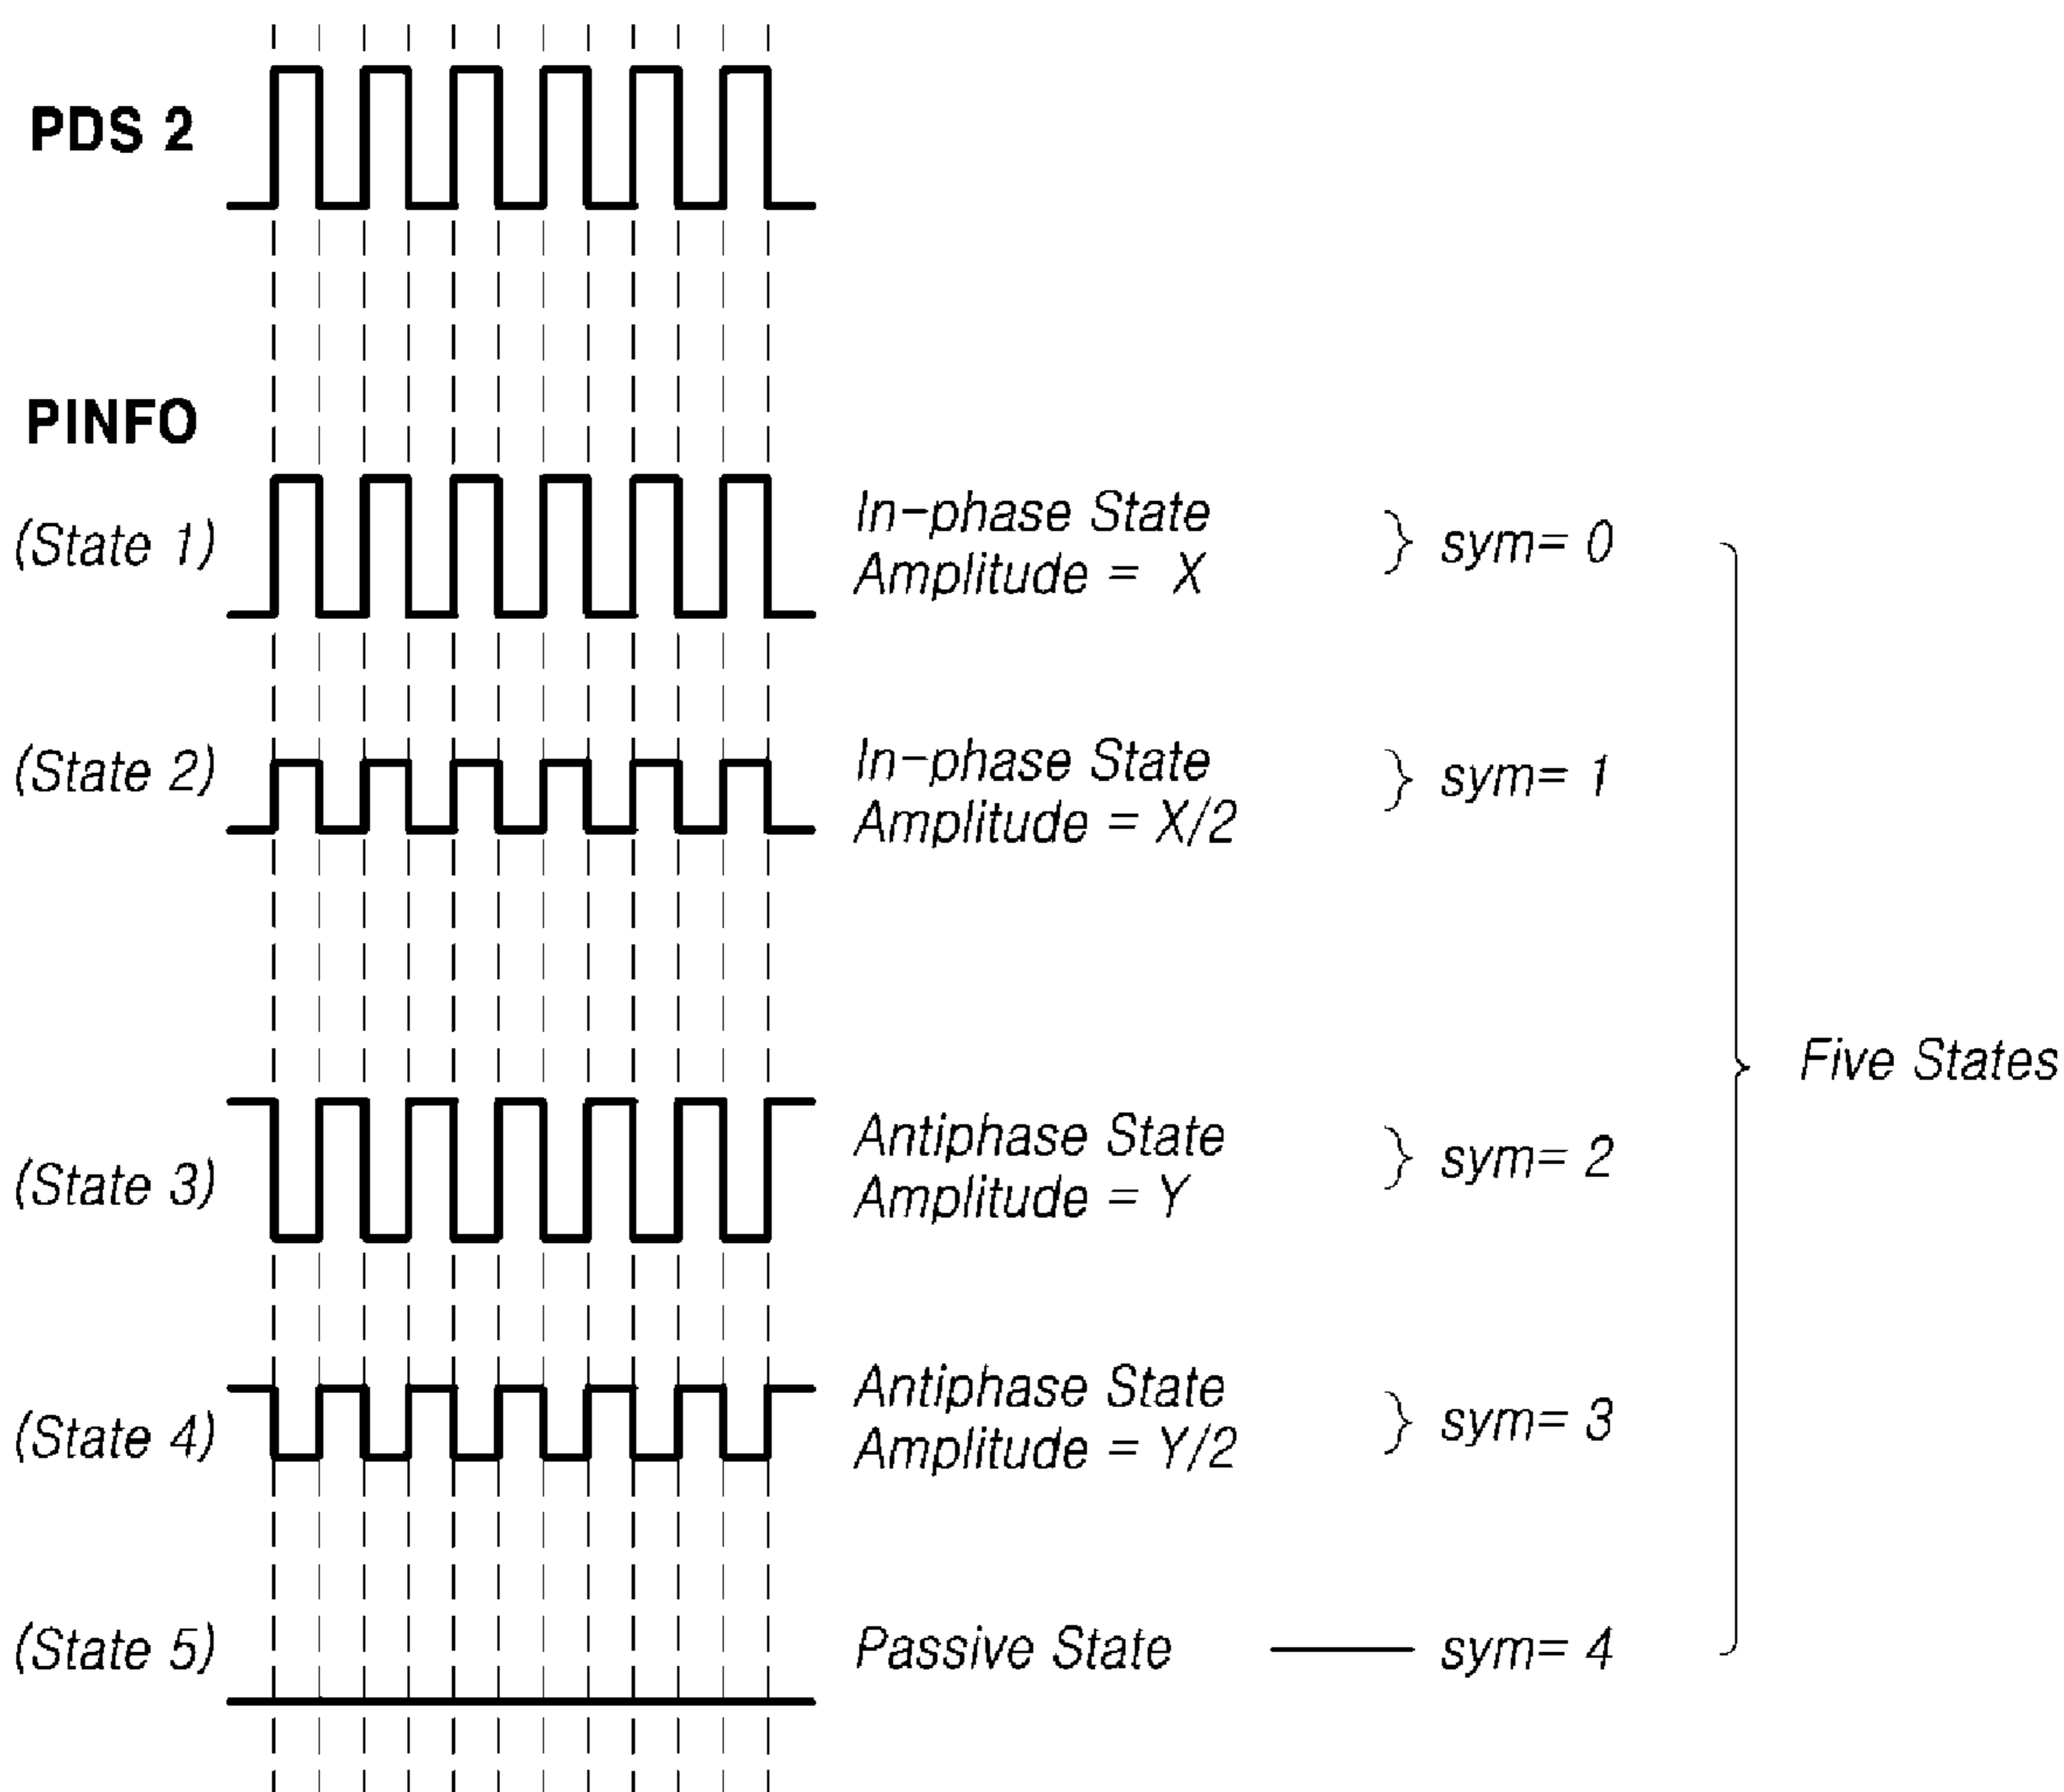 PDS 2
PINFO
(State 1)
In-phase State
Amplitude = X
sym= 0
(State 2)
In-phase State
Amplitude = X/2
sym= 1
(State 3)
Antiphase State
Amplitude = Y
sym= 2
Five States
(State 4)
Antiphase State
Amplitude = Y/2
sym= 3
(State 5)
Passive State
sym= 4